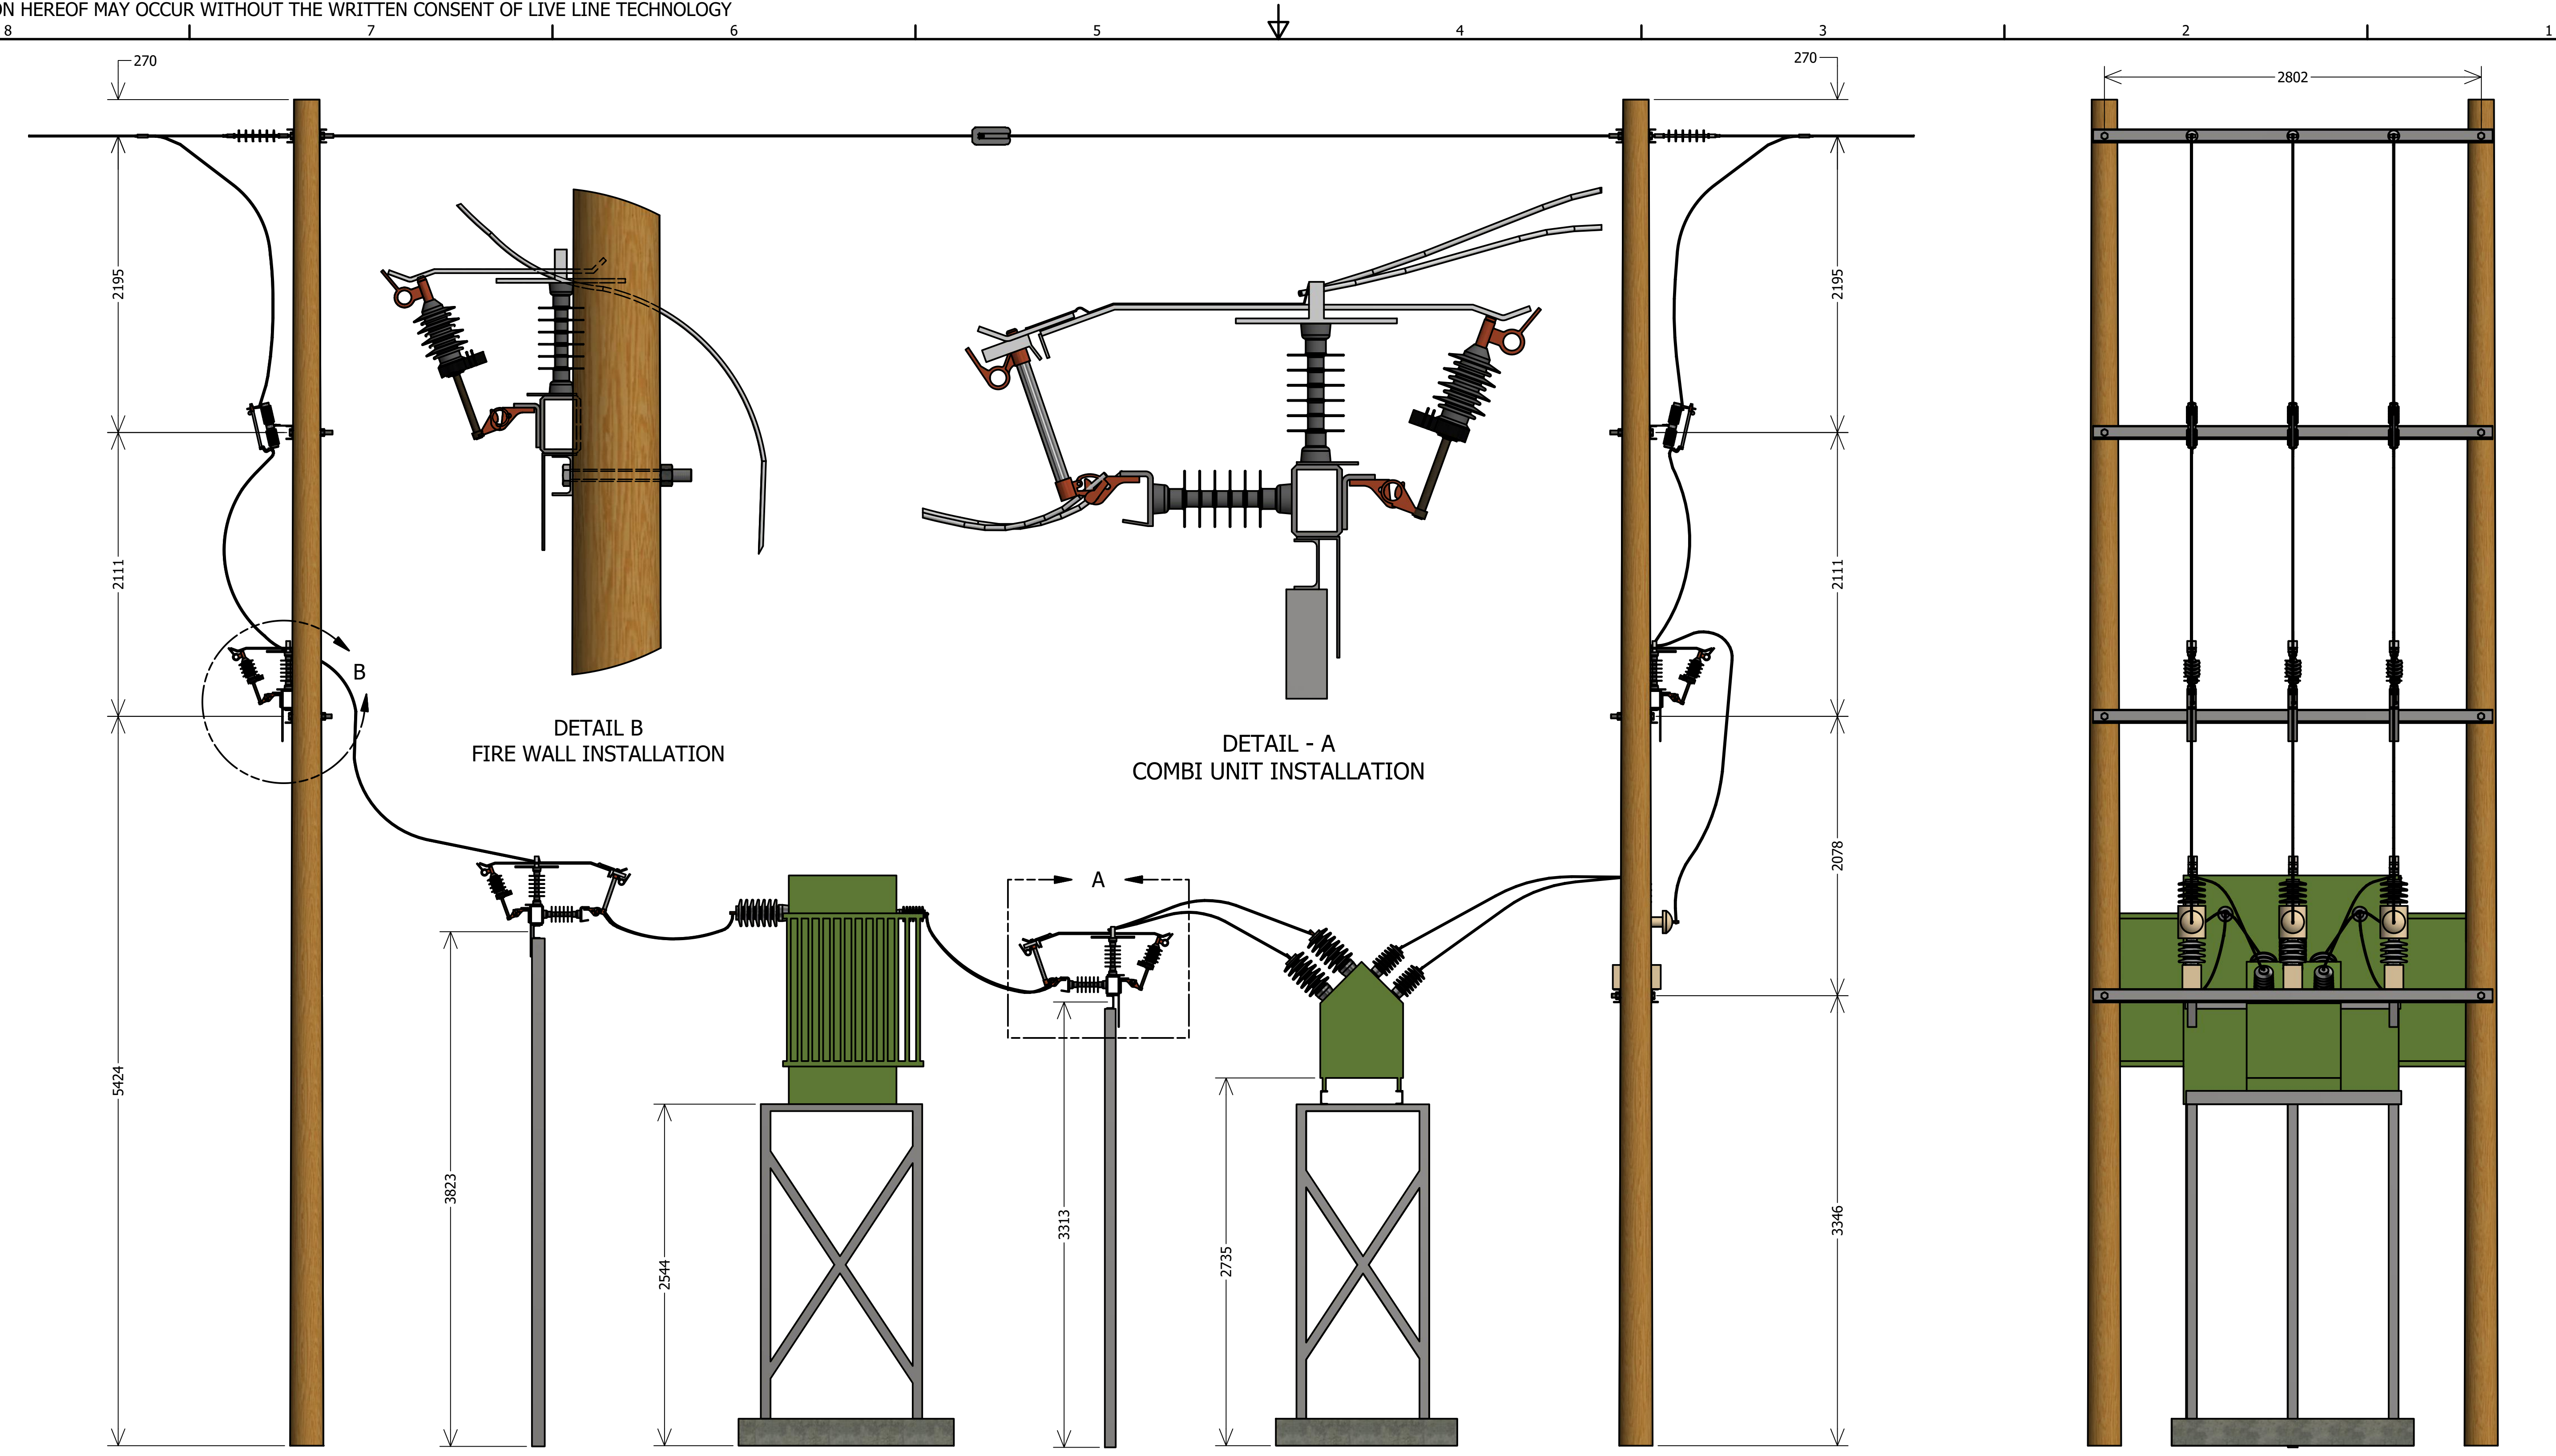 ON HEREOF MAY OCCUR WITHOUT THE WRITTEN CONSENT OF LIVE LINE TECHNOLOGY
8 7 6 5 4 3 2 1
270
270
2802
2195
2195
2111
2111
B
DETAIL B
FIRE WALL INSTALLATION
DETAIL - A
COMBI UNIT INSTALLATION
A
2078
5424
3823
2544
3313
2735
3346